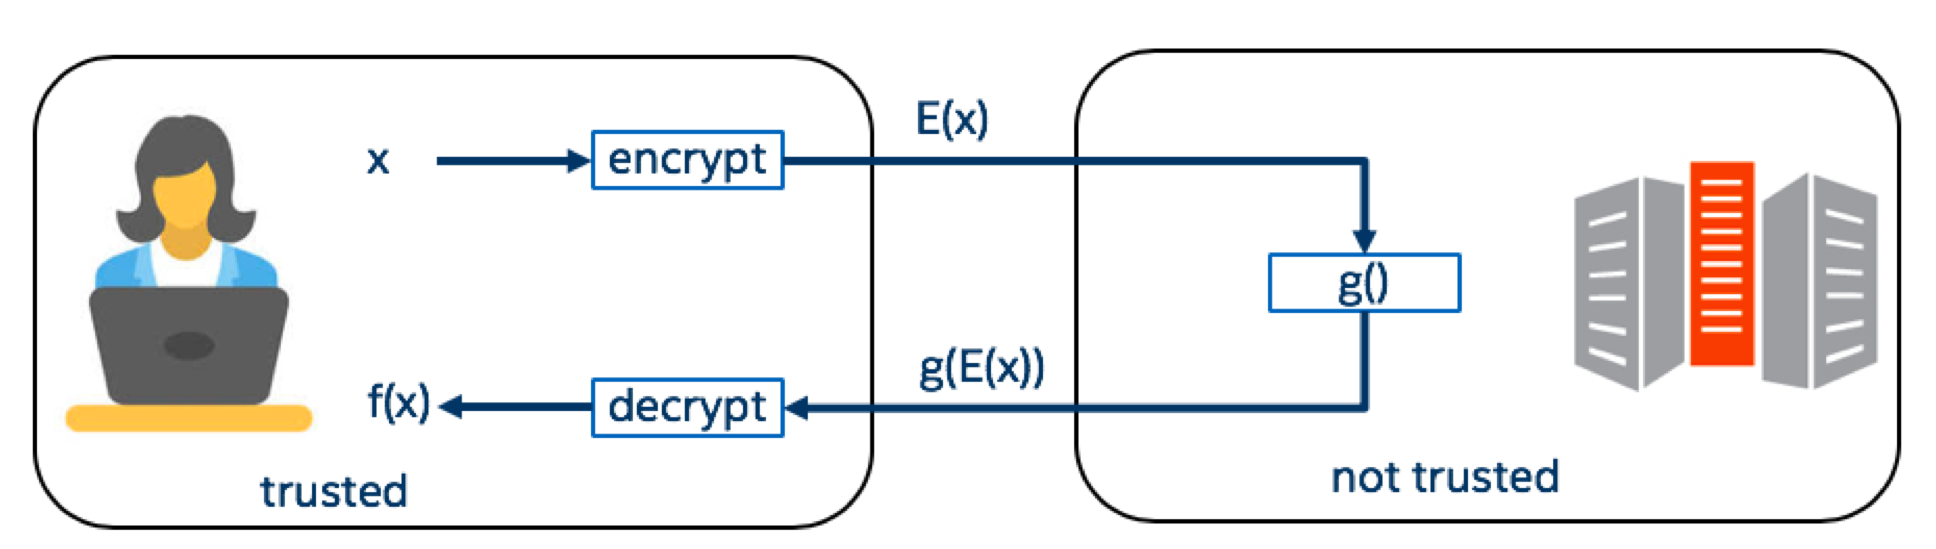 E(x)
x
encrypt
g()
g(E(x))
f(x)
decrypt
trusted
not trusted